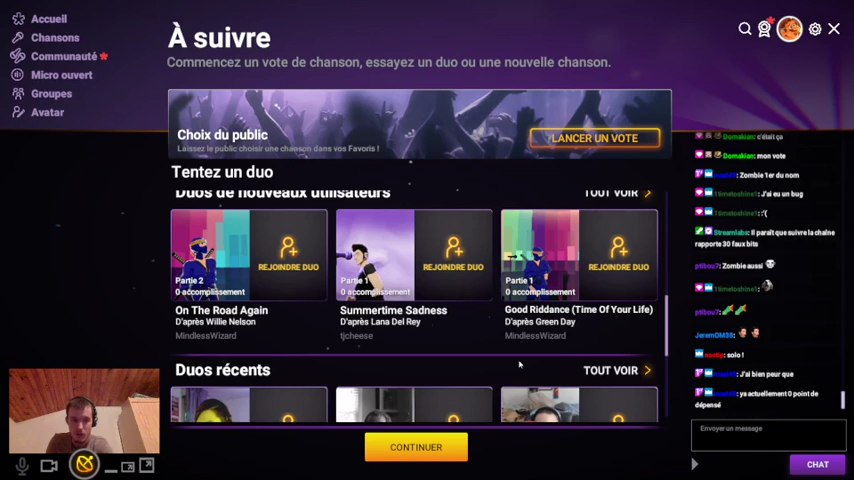 Accueil
Chansons
Communauté
Micro ouvert
Groupes
Avatar
À suivre
Commencez un vote de chanson, essayez un duo ou une nouvelle chanson.
Choix du public
Laissez le public choisir une chanson dans vos Favoris !
LANCER UN VOTE
Tentez un duo
Duos de nouveaux utilisateurs
TOUT VOIR
Partie 2
0 accomplissement
REJOINDRE DUO
On The Road Again
D'après Willie Nelson
MindlessWizard
Partie 1
0 accomplissement
REJOINDRE DUO
Summertime Sadness
D'après Lana Del Rey
tjcheese
Partie 1
0 accomplissement
REJOINDRE DUO
Good Riddance (Time Of Your Life)
D'après Green Day
MindlessWizard
Duos récents
TOUT VOIR
CONTINUER
Domakian: c'était ça
Domakian: mon vote
: Zombie 1er du nom
1timetoshine1: J'ai eu un bug
1timetoshine1: :'(
Streamlabs: Il paraît que suivre la chaîne
rapporte 30 faux bits
ptibou7: Zombie aussi
1timetoshine1:
ptibou7:
JeremOM38:
: solo !
: J'ai bien peur que
: ya actuellement 0 point de
dépensé
Envoyer un message
CHAT